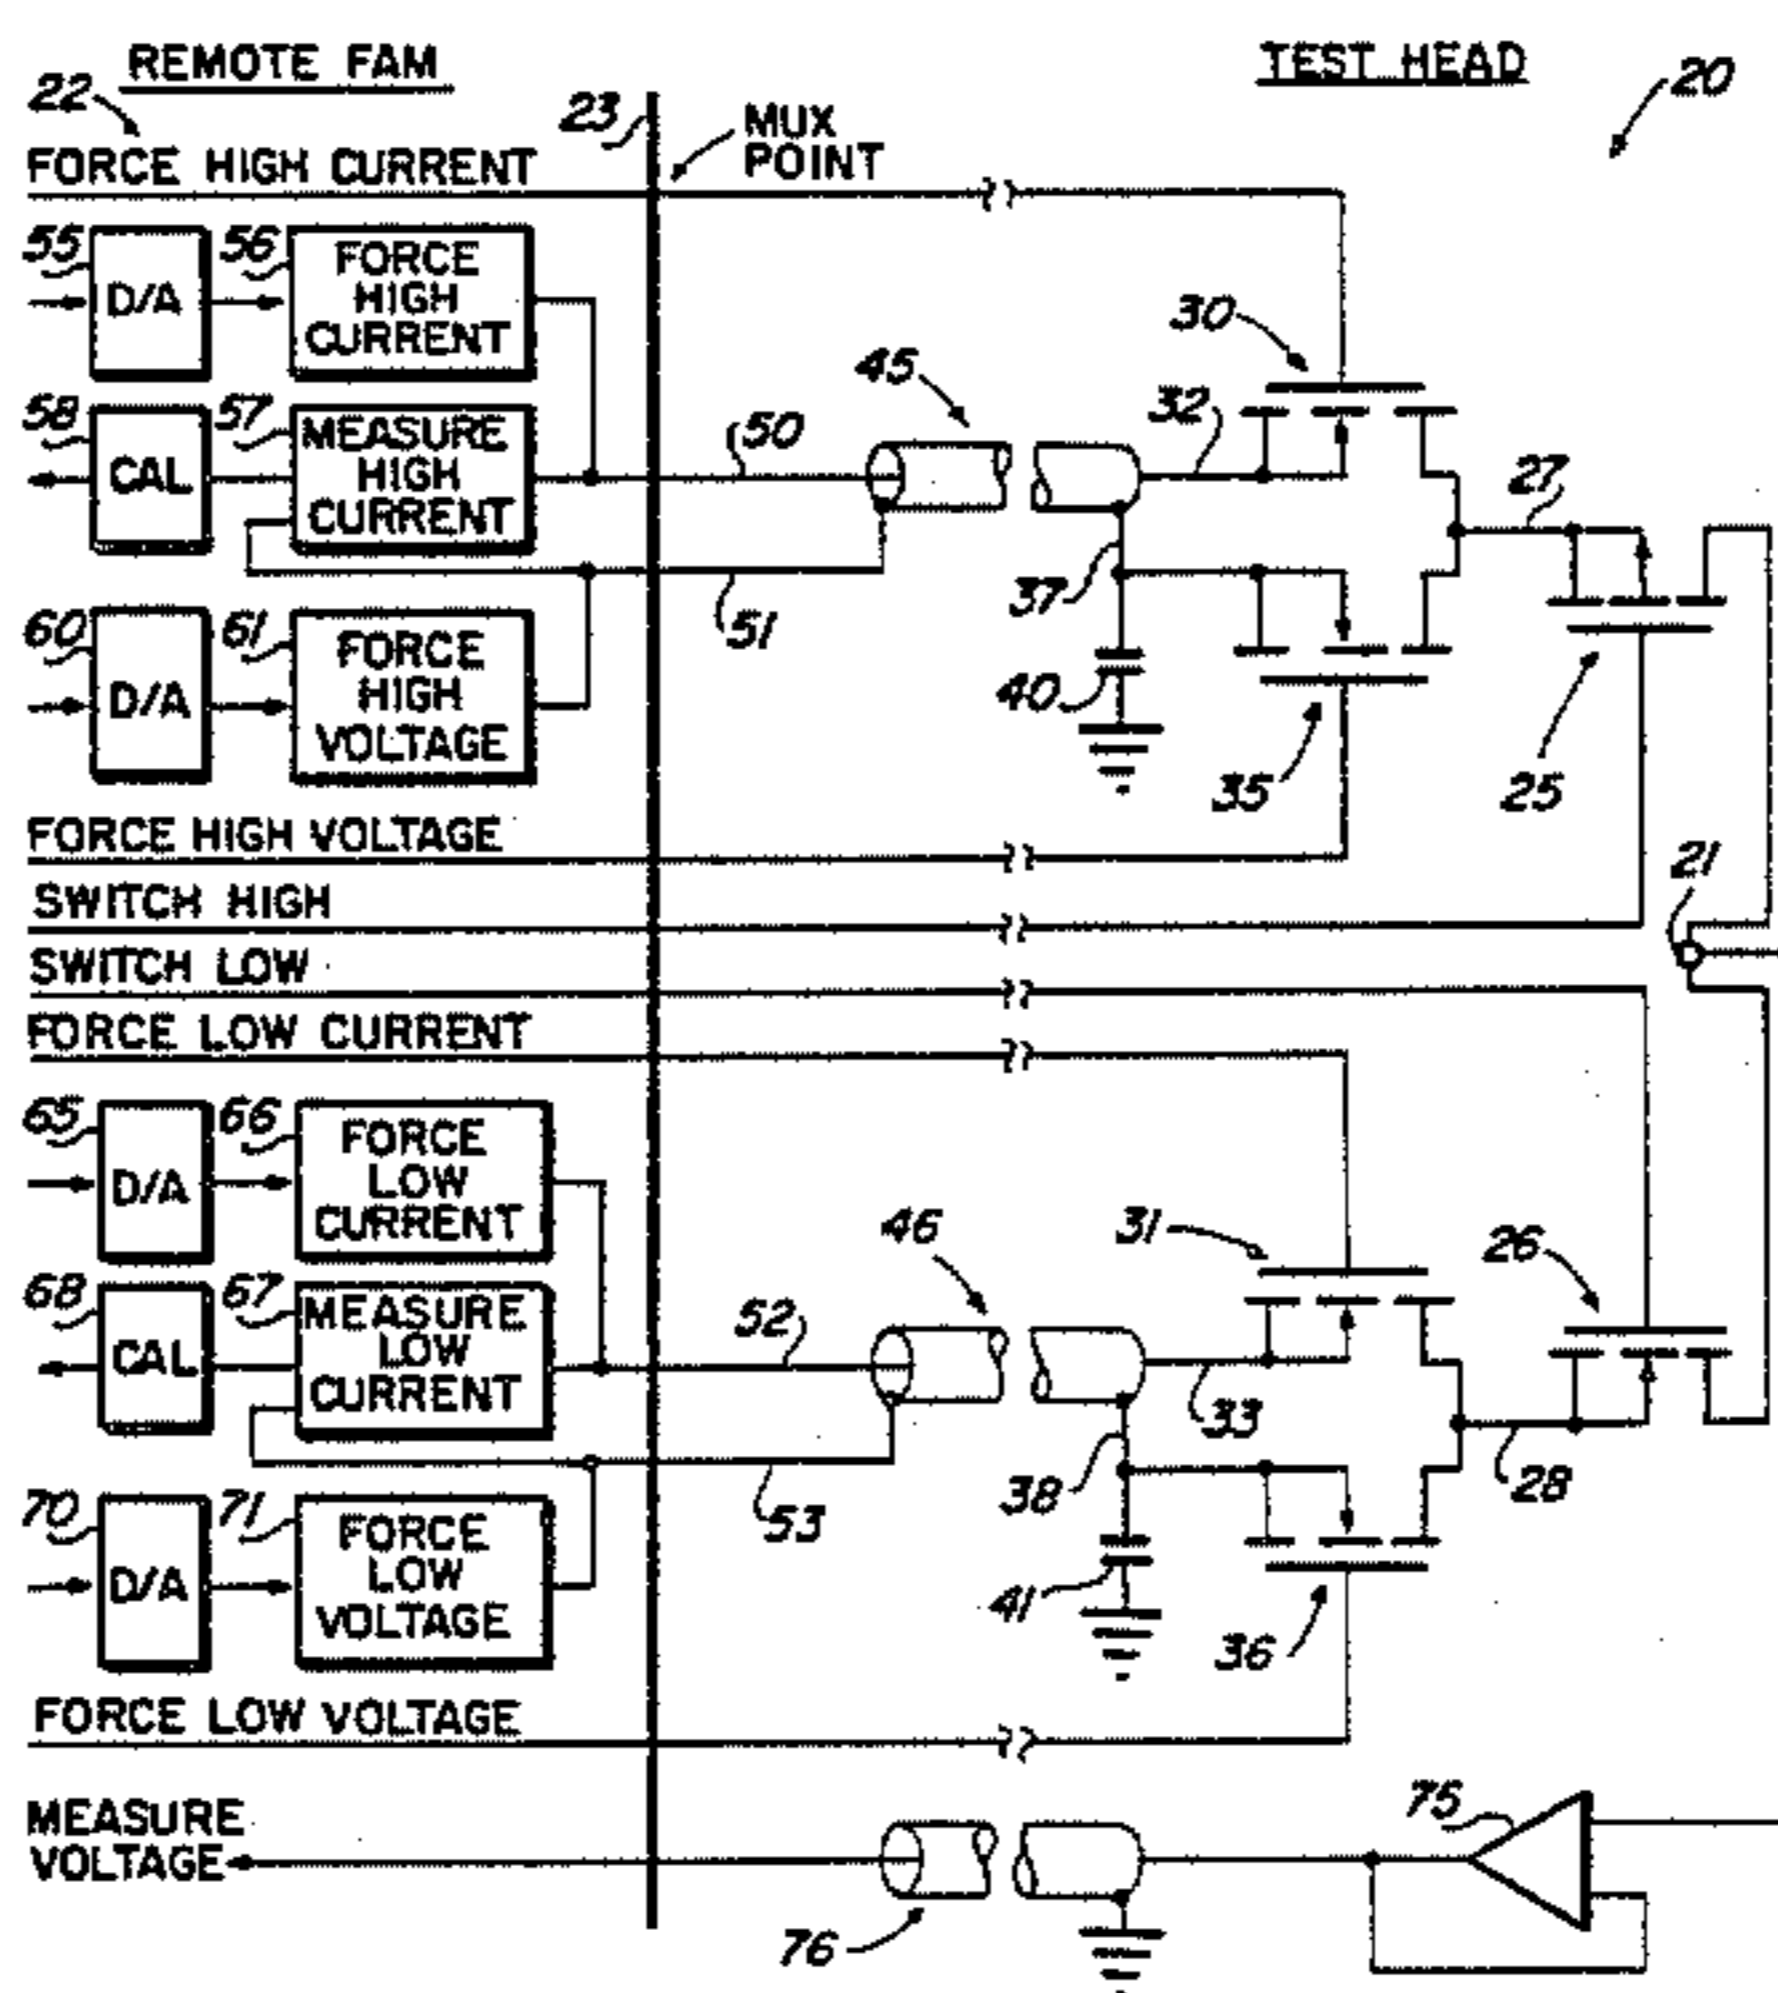 REMOTE FAM
TEST HEAD
22
23
MUX
POINT
20
FORCE HIGH CURRENT
55
D/A
56
FORCE
HIGH
CURRENT
30
45
58
CAL
57
MEASURE
HIGH
CURRENT
50
32
27
37
51
60
D/A
61
FORCE
HIGH
VOLTAGE
40
35
25
FORCE HIGH VOLTAGE
21
SWITCH HIGH
SWITCH LOW
FORCE LOW CURRENT
65
D/A
66
FORCE
LOW
CURRENT
46
31
26
68
CAL
67
MEASURE
LOW
CURRENT
52
33
28
38
53
70
D/A
71
FORCE
LOW
VOLTAGE
41
36
FORCE LOW VOLTAGE
75
MEASURE
VOLTAGE
76